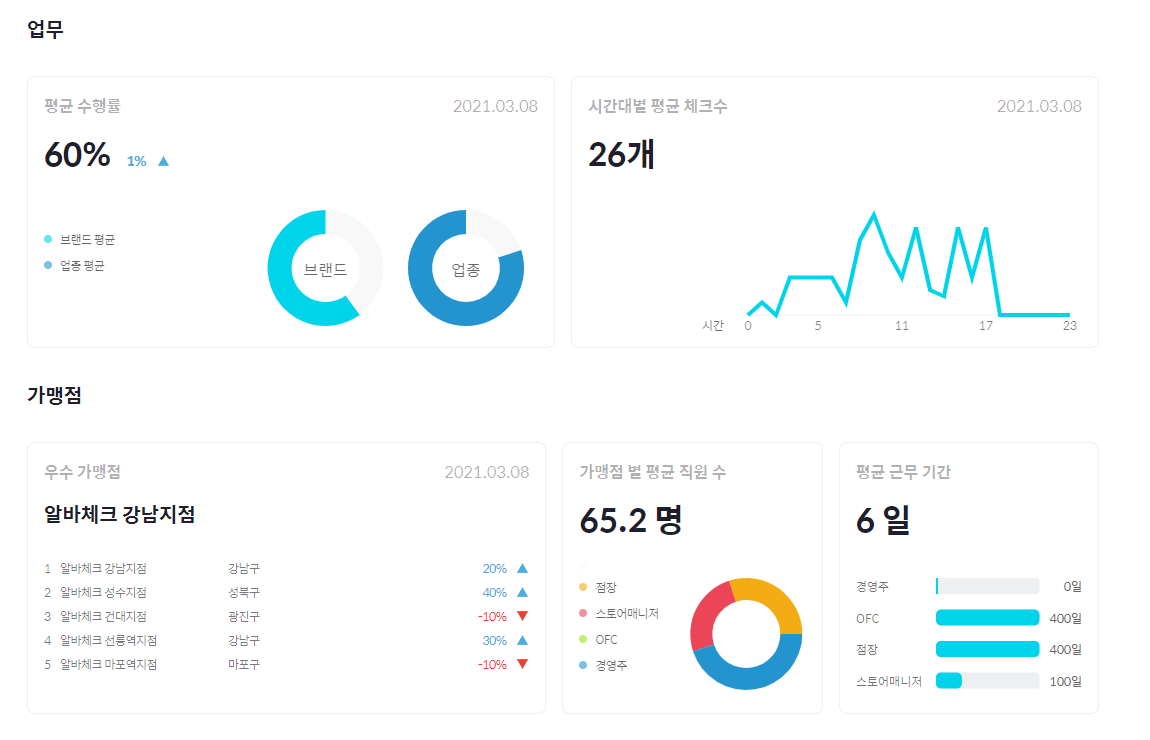 업무
평균 수행률 2021.03.08
60% 1% ▲
브랜드 평균
업종 평균
브랜드
업종
시간대별 평균 체크수 2021.03.08
26개
시간 0 5 11 17 23
가맹점
우수 가맹점 2021.03.08
알바체크 강남지점
1 알바체크 강남지점 강남구 20% ▲
2 알바체크 성수지점 성북구 40% ▲
3 알바체크 건대지점 광진구 -10% ▼
4 알바체크 선릉역지점 강남구 30% ▲
5 알바체크 마포역지점 마포구 -10% ▼
가맹점 별 평균 직원 수
65.2 명
점장
스토어매니저
OFC
경영주
평균 근무 기간
6 일
경영주 0일
OFC 400일
점장 400일
스토어매니저 100일